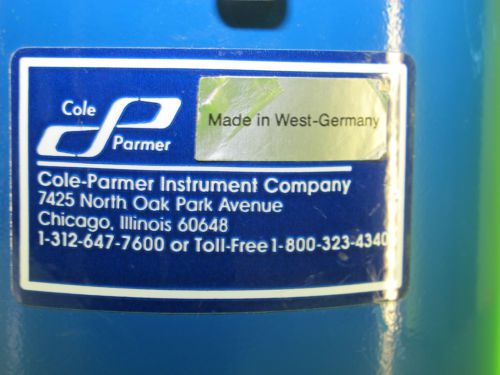 Cole
Parmer
Made in West-Germany
Cole-Parmer Instrument Company
7425 North Oak Park Avenue
Chicago, Illinois 60648
1-312-647-7600 or Toll-Free 1-800-323-4340